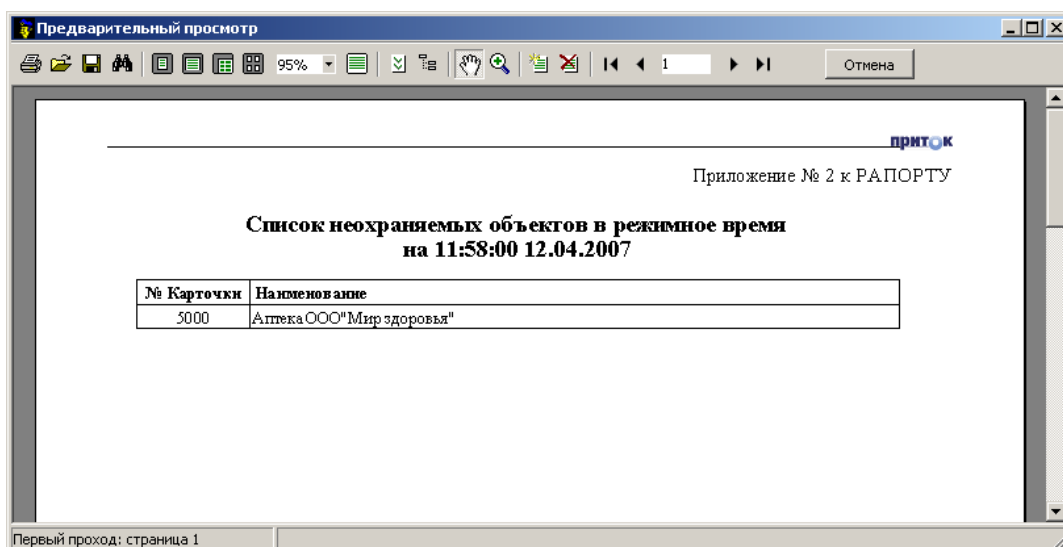 Предварительный просмотр
95%
1
Отмена
приток
Приложение № 2 к РАПОРТУ
Список неохраняемых объектов в режимное время
на 11:58:00 12.04.2007
№ Карточки Наименование
5000 Аптека ООО"Мир здоровья"
Первый проход: страница 1